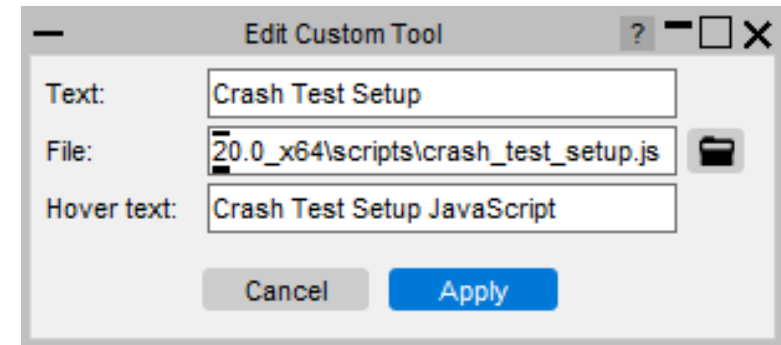 Edit Custom Tool ?
Text: Crash Test Setup
File: 20.0_x64\scripts\crash_test_setup.js
Hover text: Crash Test Setup JavaScript
Cancel Apply